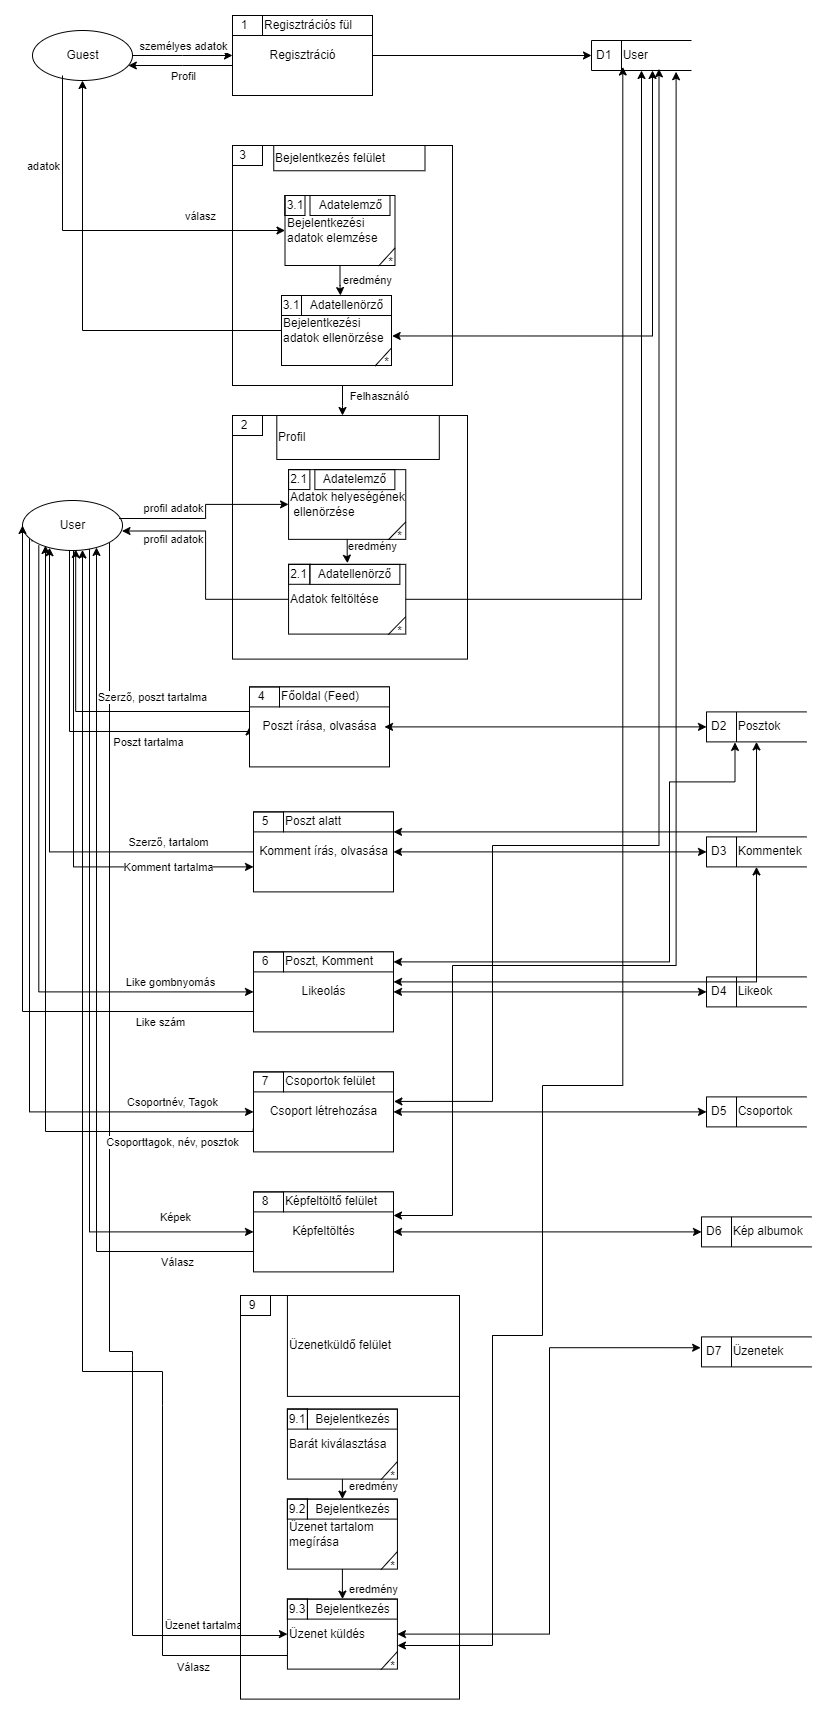 1
Regisztrációs fül
Guest
személyes adatok
Regisztráció
D1
User
Profil
3
Bejelentkezés felület
adatok
3.1
Adatelemző
válasz
Bejelentkezési
adatok elemzése
*
eredmény
3.1
Adatellenörző
Bejelentkezési
adatok ellenörzése
*
Felhasználó
2
Profil
2.1
Adatelemző
Adatok helyeségének
ellenörzése
*
profil adatok
User
profil adatok
eredmény
2.1
Adatellenörző
Adatok feltöltése
*
4
Főoldal (Feed)
Szerző, poszt tartalma
Poszt írása, olvasása
D2
Posztok
Poszt tartalma
5
Poszt alatt
Szerző, tartalom
Komment írás, olvasása
D3
Kommentek
Komment tartalma
6
Poszt, Komment
Like gombnyomás
Likeolás
D4
Likeok
Like szám
7
Csoportok felület
Csoportnév, Tagok
Csoport létrehozása
D5
Csoportok
Csoporttagok, név, posztok
8
Képfeltöltő felület
Képek
Képfeltöltés
D6
Kép albumok
Válasz
9
Üzenetküldő felület
D7
Üzenetek
9.1
Bejelentkezés
Barát kiválasztása
*
eredmény
9.2
Bejelentkezés
Üzenet tartalom
megírása
*
eredmény
9.3
Bejelentkezés
Üzenet tartalma
Üzenet küldés
*
Válasz